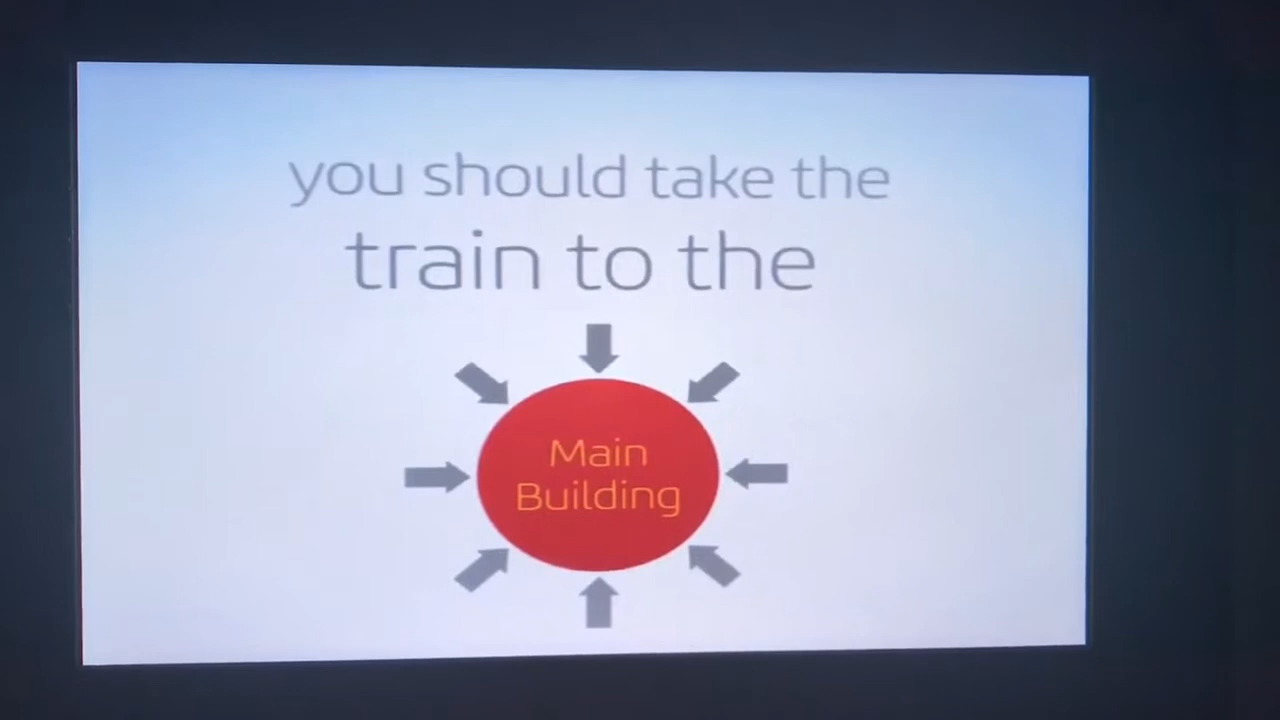 you should take the
train to the
Main
Building